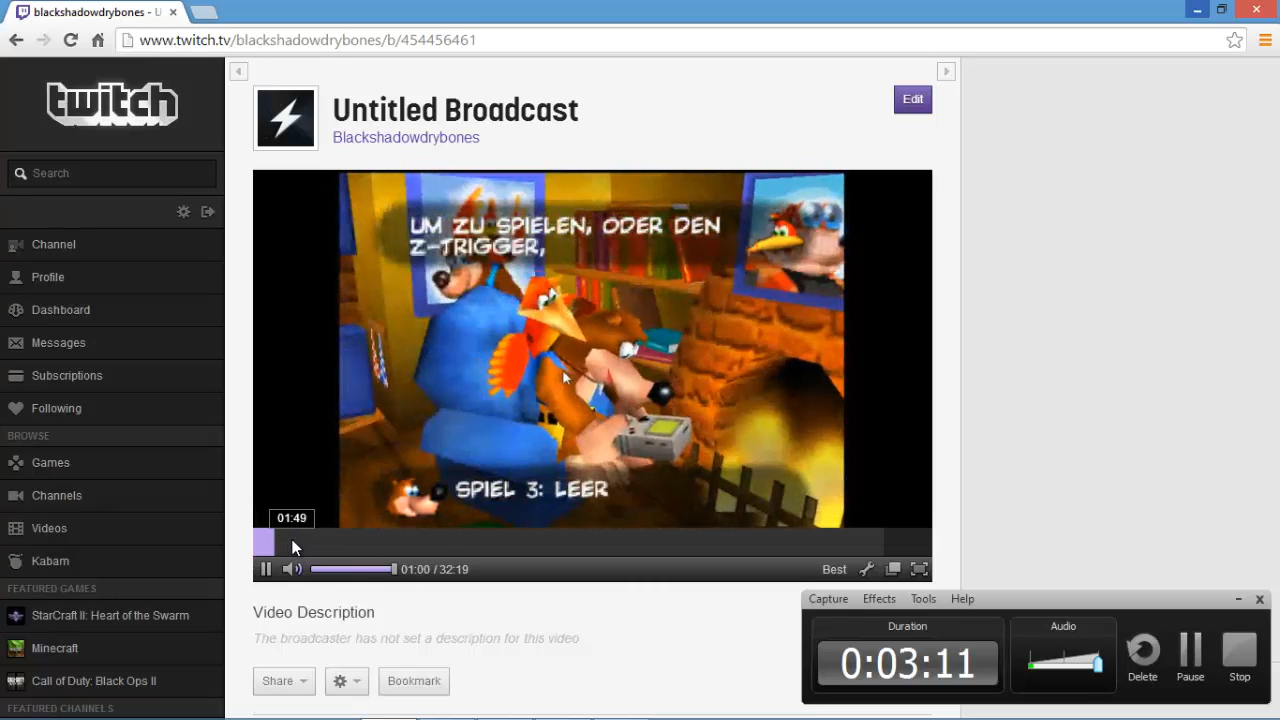 blackshadowdrybones - U
www.twitch.tv/blackshadowdrybones/b/454456461
twitch
Search
Channel
Profile
Dashboard
Messages
Subscriptions
Following
BROWSE
Games
Channels
Videos
Kabam
FEATURED GAMES
StarCraft II: Heart of the Swarm
Minecraft
Call of Duty: Black Ops II
FEATURED CHANNELS
Untitled Broadcast
Blackshadowdrybones
Edit
UM ZU SPIELEN, ODER DEN
Z-TRIGGER,
SPIEL 3: LEER
01:49
01:00 / 32:19
Best
Video Description
The broadcaster has not set a description for this video
Share
Bookmark
Capture Effects Tools Help
Duration
0:03:11
Audio
Delete
Pause
Stop